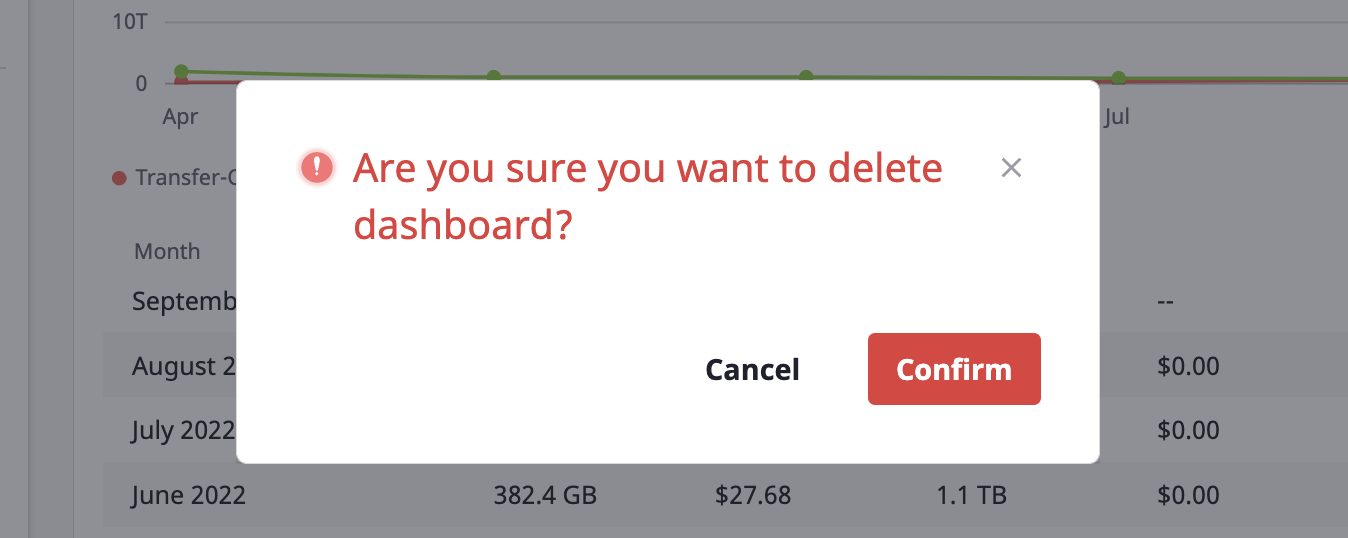 10T
0
Apr
Jul
Are you sure you want to delete
dashboard?
Transfer-
Month
Septemb
--
Cancel
Confirm
August 2
$0.00
July 2022
$0.00
June 2022 382.4 GB $27.68 1.1 TB $0.00